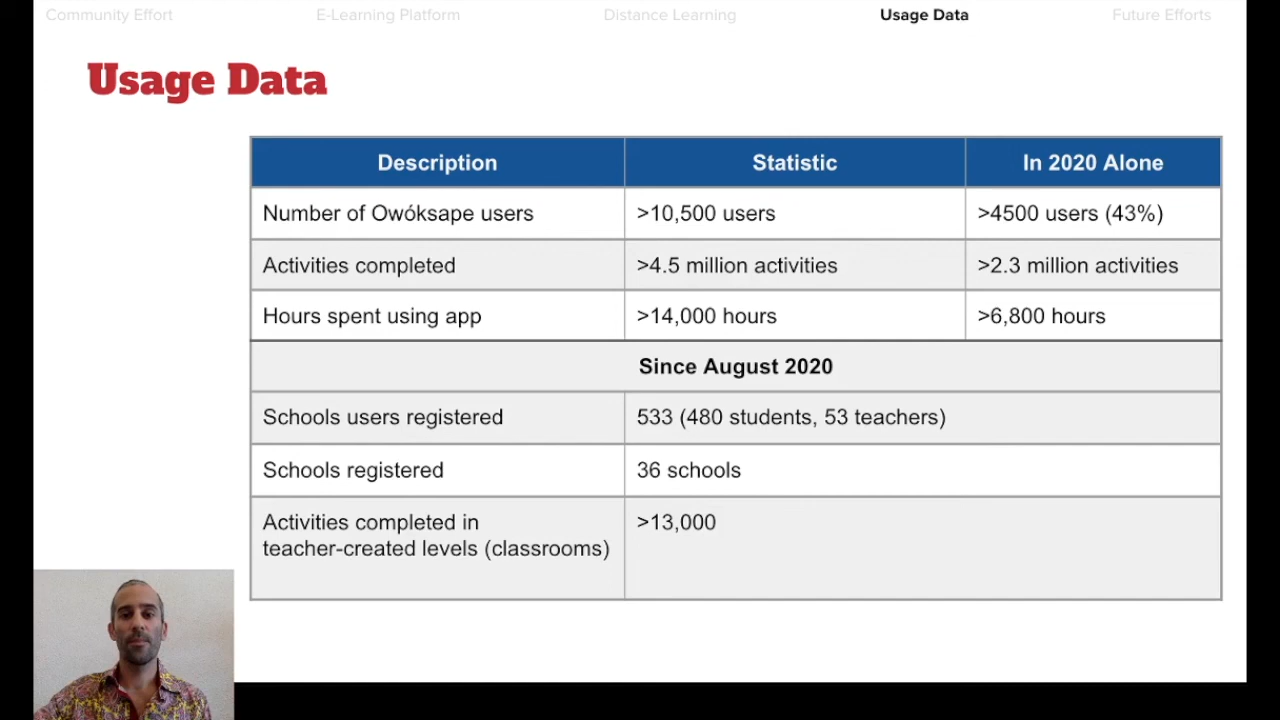 Community Effort E-Learning Platform Distance Learning Usage Data Future Efforts
Usage Data
Description Statistic In 2020 Alone
Number of Owóksape users >10,500 users >4500 users (43%)
Activities completed >4.5 million activities >2.3 million activities
Hours spent using app >14,000 hours >6,800 hours
Since August 2020
Schools users registered 533 (480 students, 53 teachers)
Schools registered 36 schools
Activities completed in >13,000
teacher-created levels (classrooms)